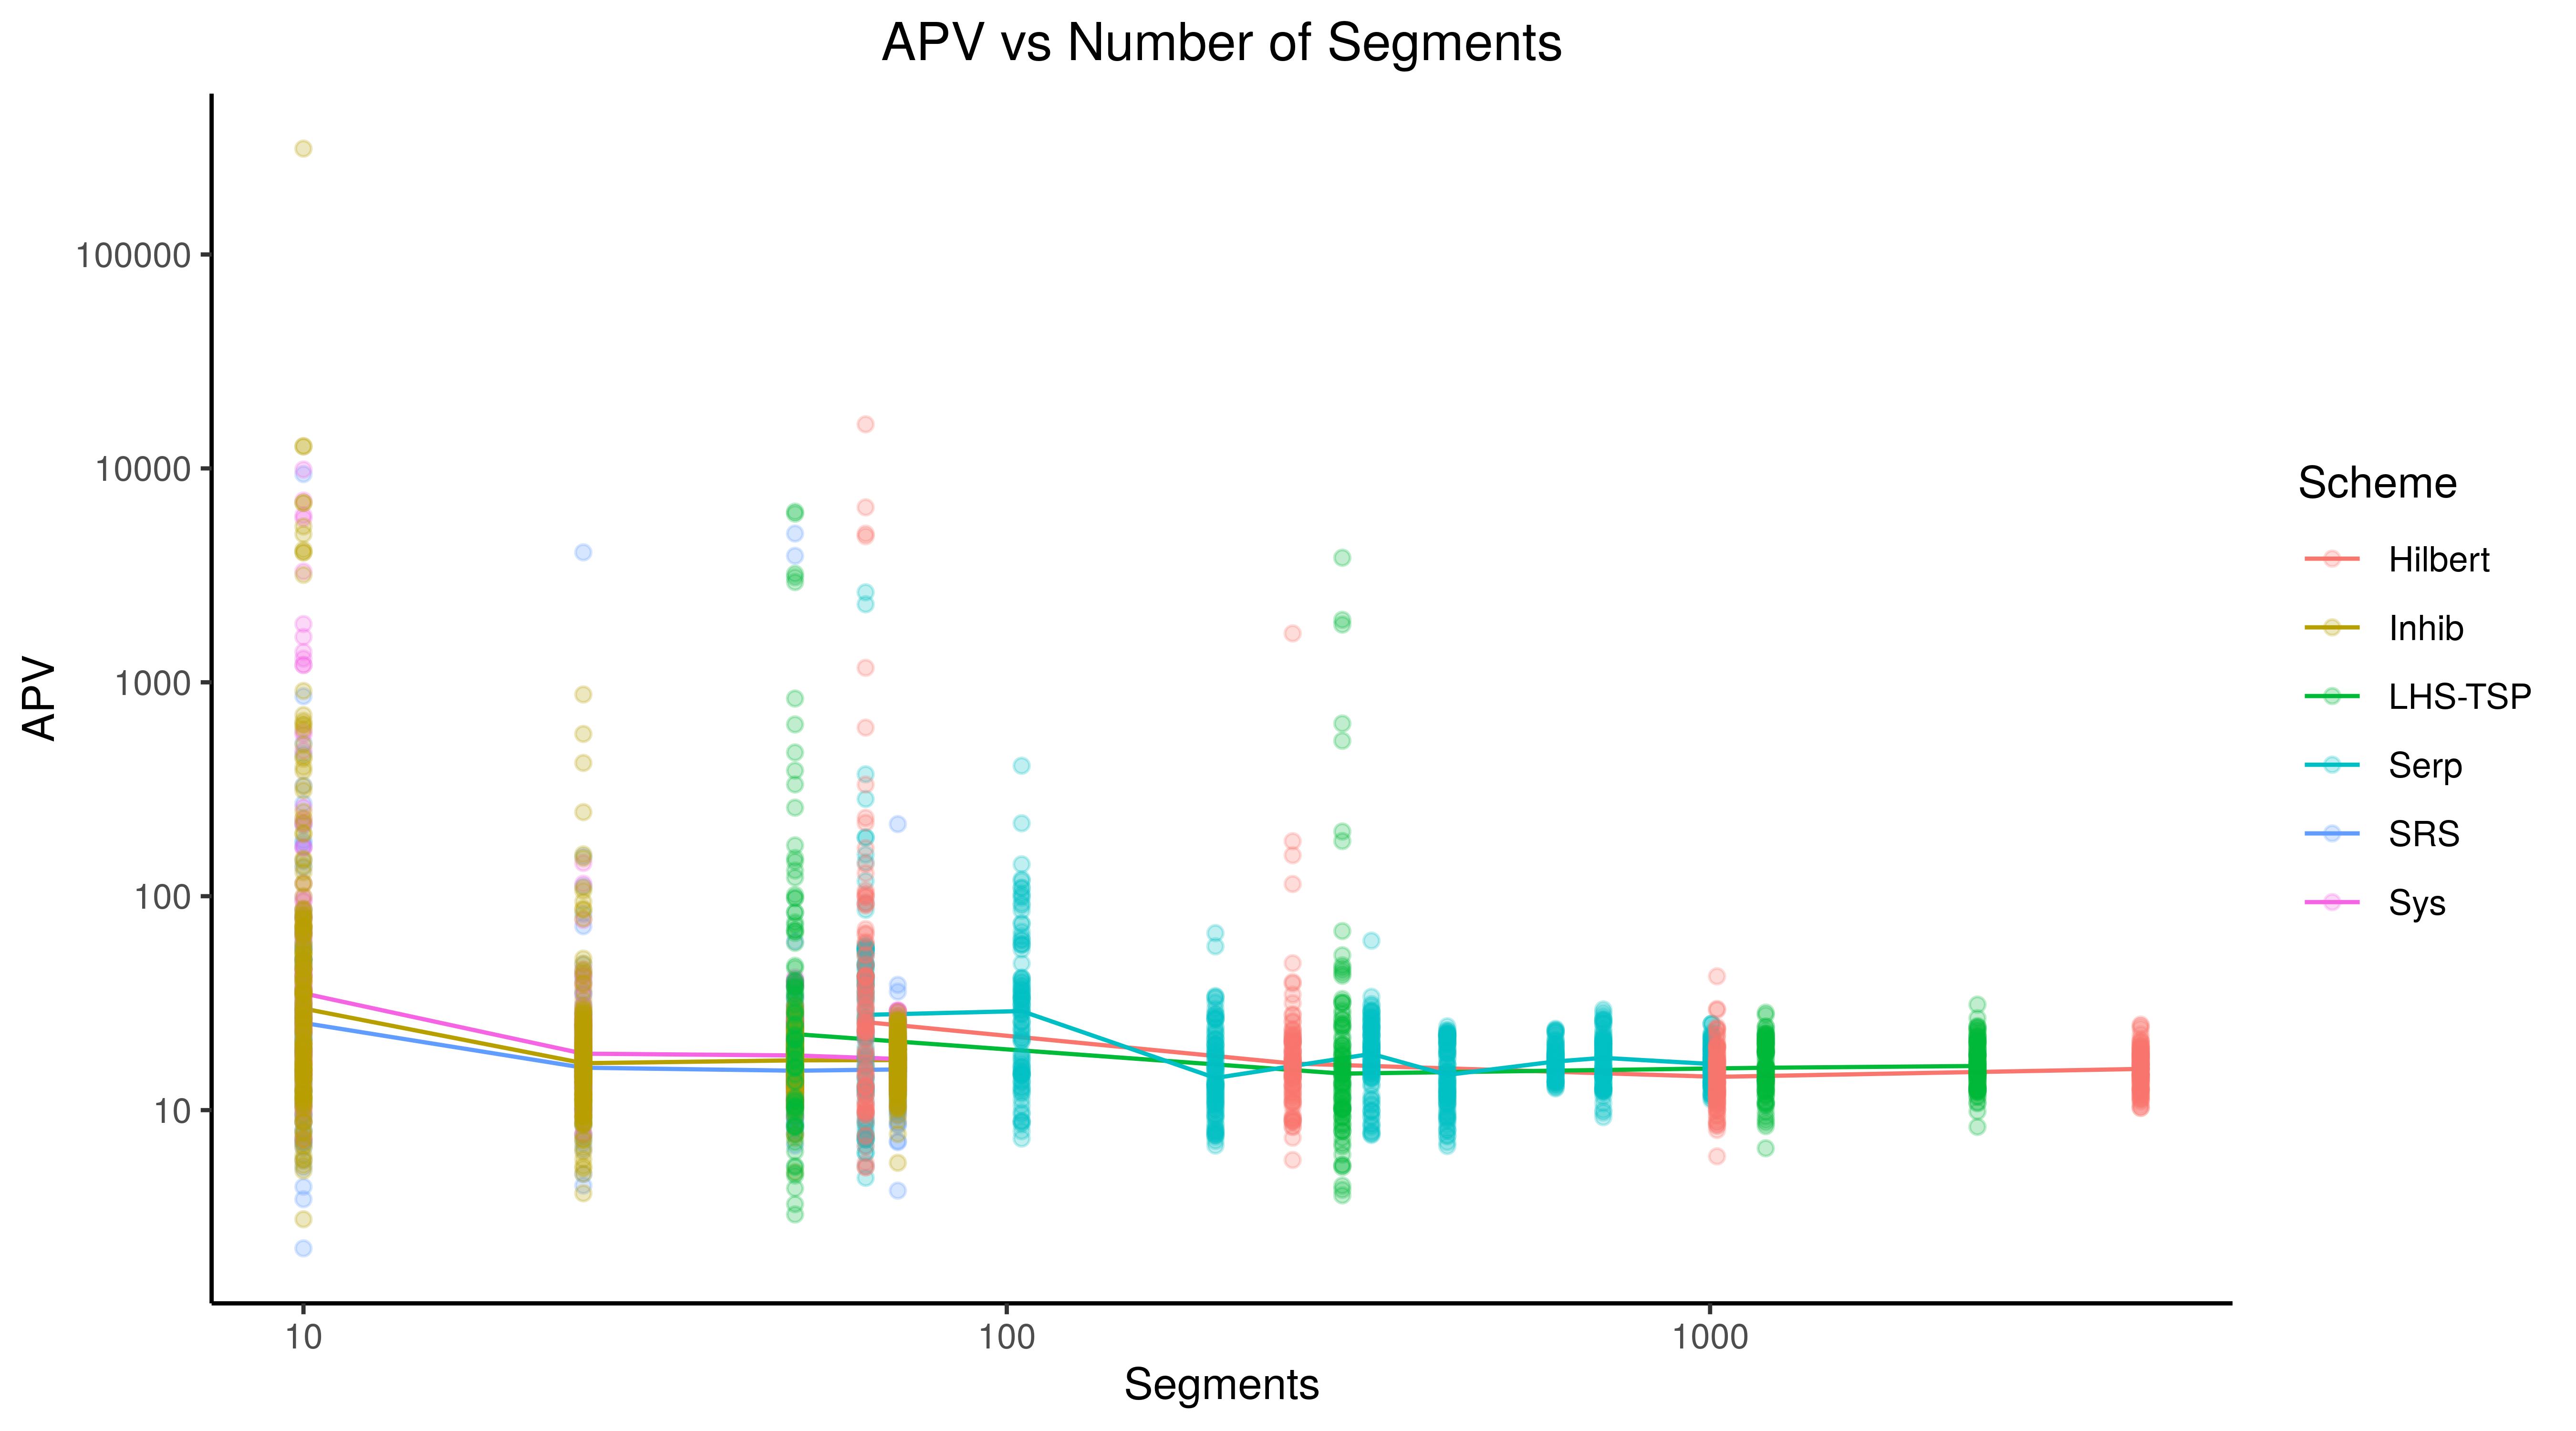 APV vs Number of Segments
APV
100000
10000
1000
100
10
10
100
1000
Segments
Scheme
Hilbert
Inhib
LHS-TSP
Serp
SRS
Sys